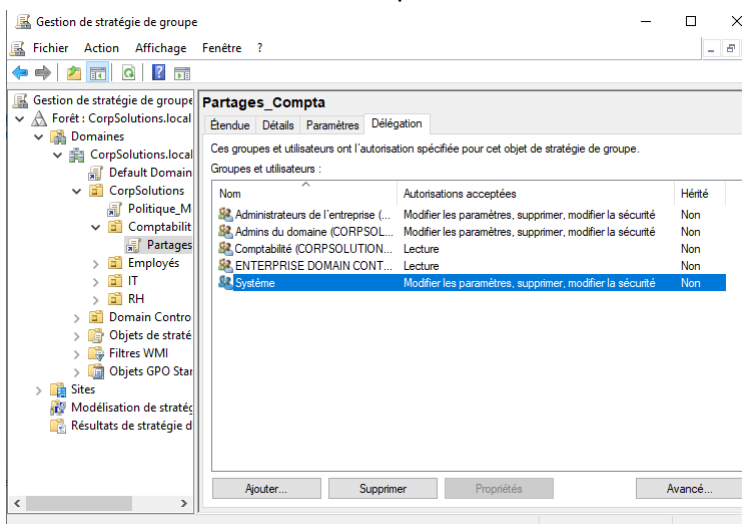 Gestion de stratégie de groupe
Fichier Action Affichage Fenêtre ?
Gestion de stratégie de groupe
Forêt : CorpSolutions.local
Domaines
CorpSolutions.local
Default Domain
CorpSolutions
Politique_M
Comptabilit
Partages
Employés
IT
RH
Domain Contro
Objets de straté
Filtres WMI
Objets GPO Star
Sites
Modélisation de stratég
Résultats de stratégie d
Partages_Compta
Étendue Détails Paramètres Délégation
Ces groupes et utilisateurs ont l'autorisation spécifiée pour cet objet de stratégie de groupe.
Groupes et utilisateurs :
Nom Autorisations acceptées Hérité
Administrateurs de l'entreprise (... Modifier les paramètres, supprimer, modifier la sécurité Non
Admins du domaine (CORPSOL... Modifier les paramètres, supprimer, modifier la sécurité Non
Comptabilité (CORPSOLUTION... Lecture Non
ENTERPRISE DOMAIN CONT... Lecture Non
Système Modifier les paramètres, supprimer, modifier la sécurité Non
Ajouter... Supprimer Propriétés Avancé...